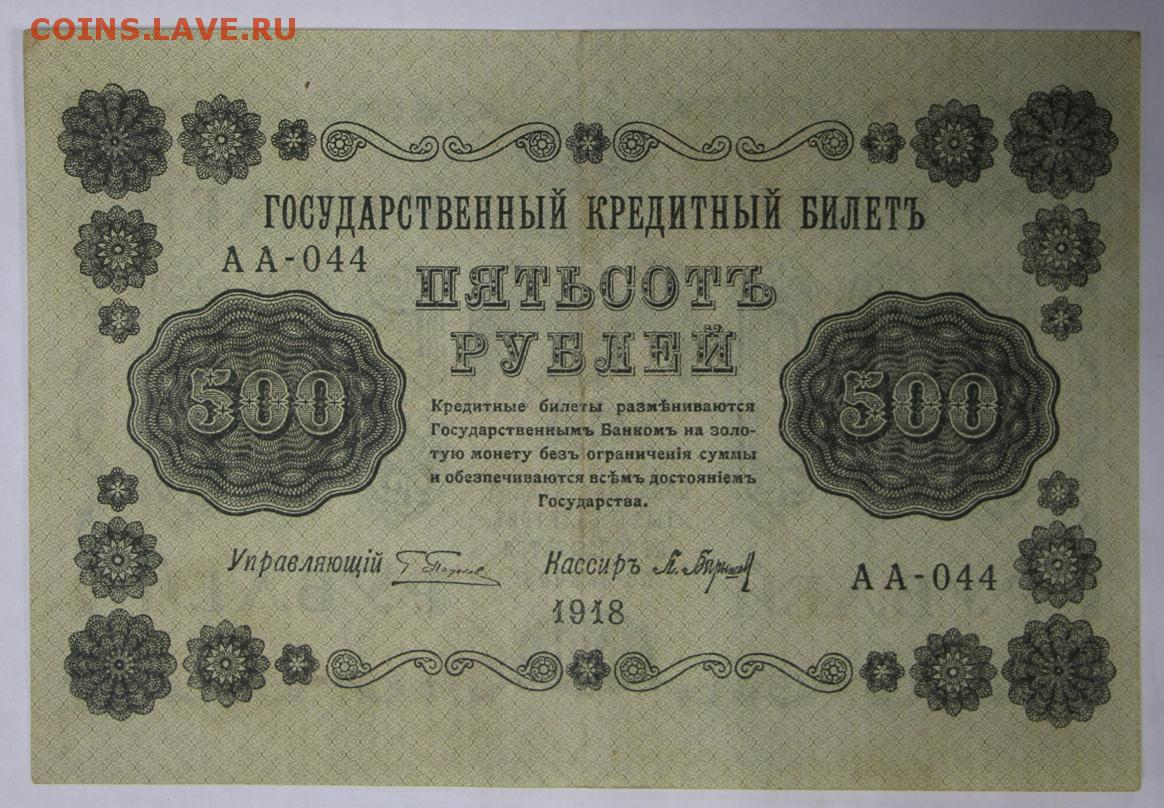 COINS.LAVE.RU
ГОСУДАРСТВЕННЫЙ КРЕДИТНЫЙ БИЛЕТЪ
АА-044
ПЯТЬСОТЪ
РУБЛЕЙ
500
500
Кредитные билеты размѣниваются
Государственнымъ Банкомъ на золо-
тую монету безъ ограниченія суммы
и обезпечиваются всѣмъ достояніемъ
Государства.
Управляющій
Кассиръ
АА-044
1918